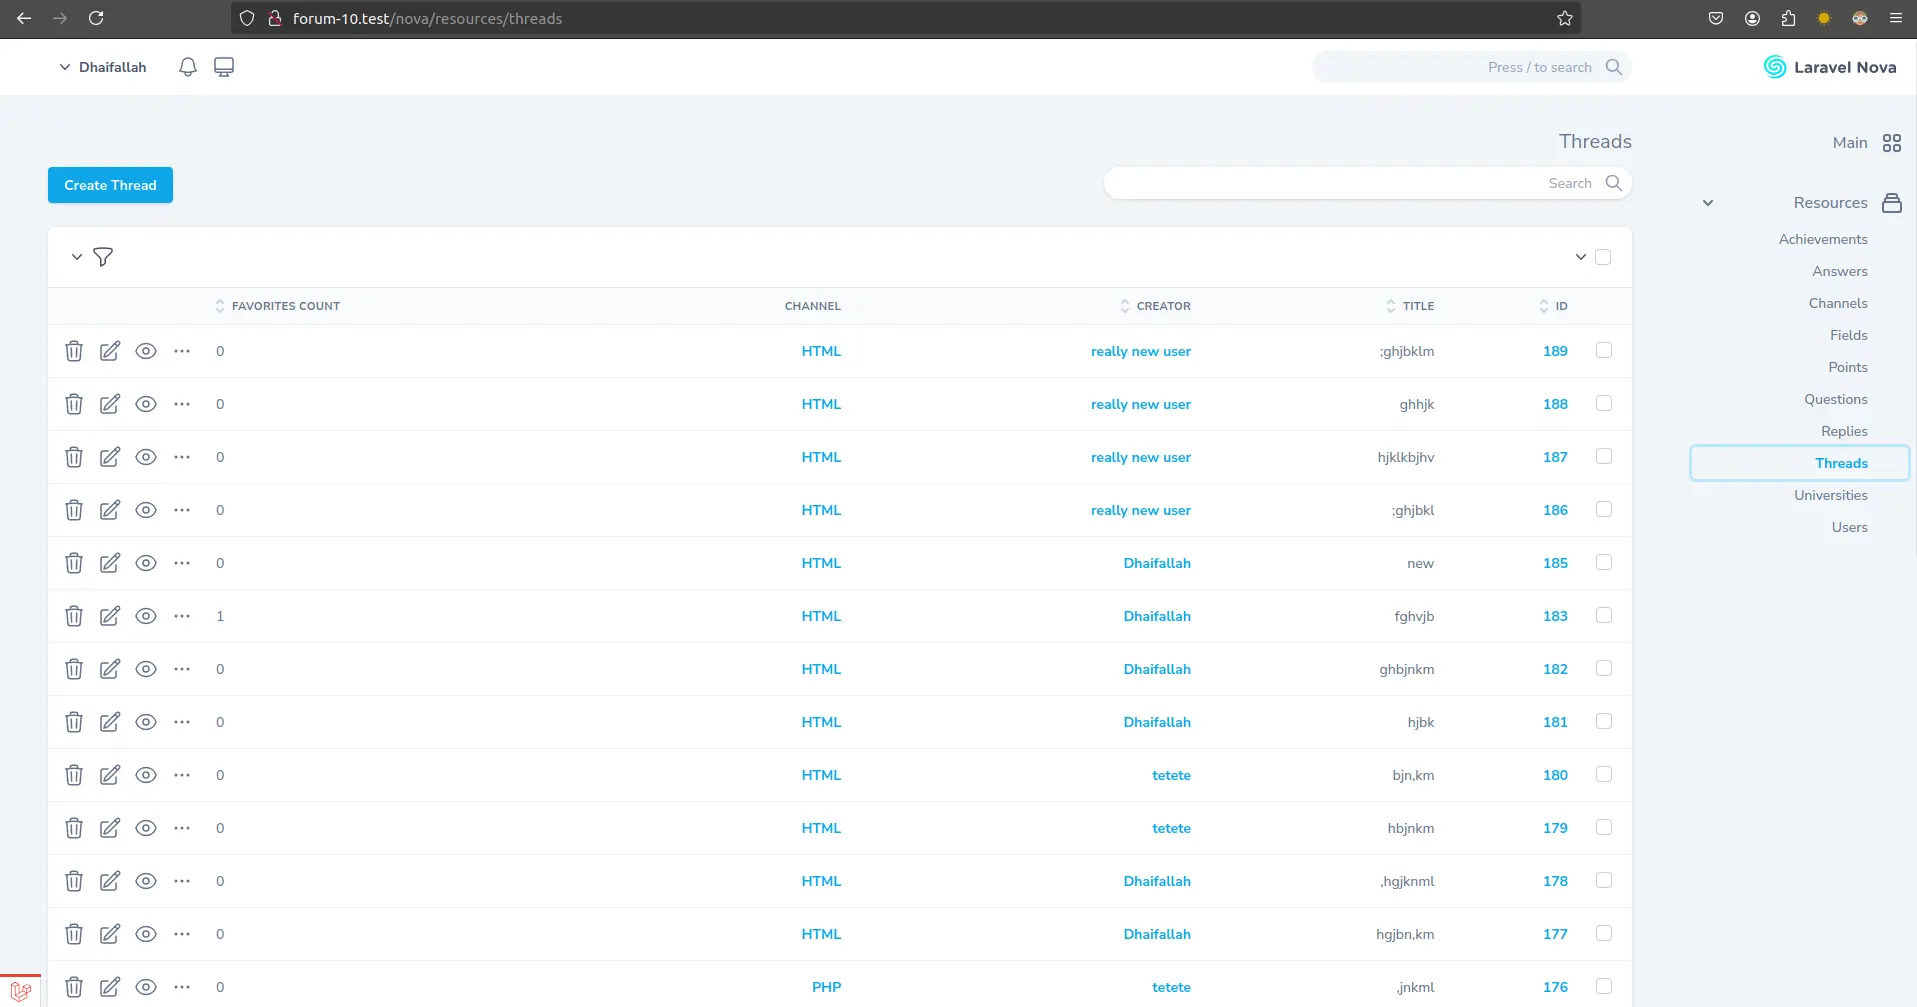 forum-10.test/nova/resources/threads
Laravel Nova
Press / to search
Dhaifallah
Main
Resources
Achievements
Answers
Channels
Fields
Points
Questions
Replies
Threads
Universities
Users
Threads
Search
Create Thread
ID TITLE CREATOR CHANNEL FAVORITES COUNT
189 ;ghjbklm really new user HTML 0
188 ghhjk really new user HTML 0
187 hjklkbjhv really new user HTML 0
186 ;ghjbkl really new user HTML 0
185 new Dhaifallah HTML 0
183 fghvjb Dhaifallah HTML 1
182 ghbjnkm Dhaifallah HTML 0
181 hjbk Dhaifallah HTML 0
180 bjn,km tetete HTML 0
179 hbjnkm tetete HTML 0
178 ,hgjknml Dhaifallah HTML 0
177 hgjbn,km Dhaifallah HTML 0
176 ,jnkml tetete PHP 0